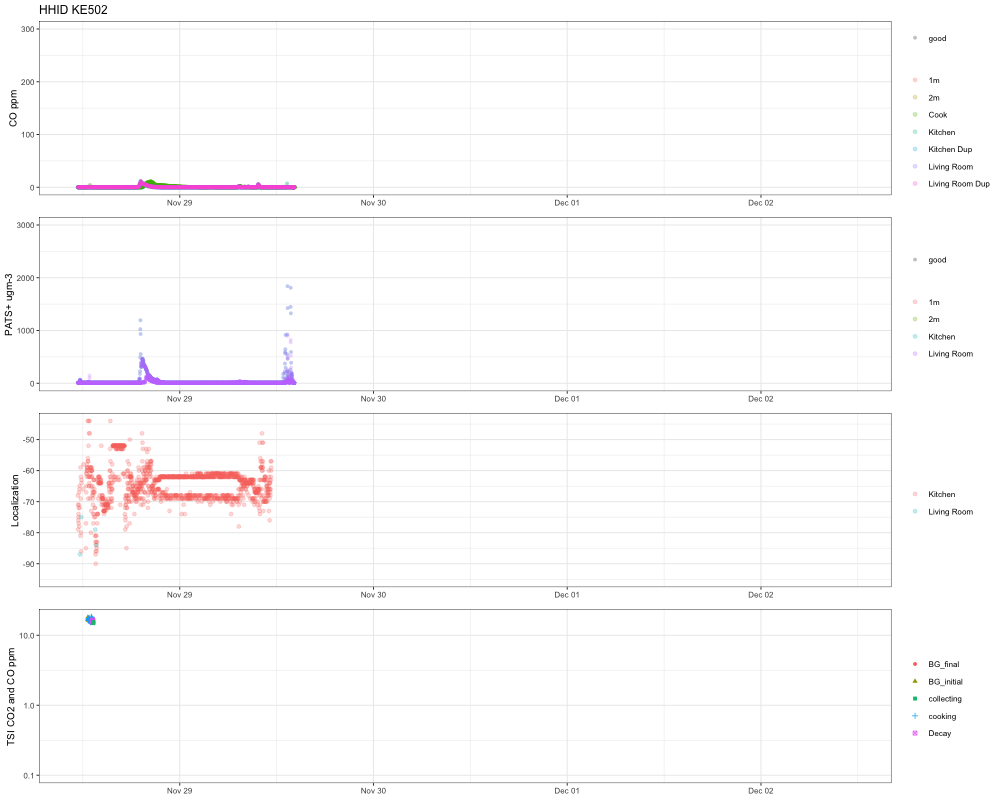 HHID KE502
CO ppm
300
200
100
0
Nov 29
Nov 30
Dec 01
Dec 02
good
1m
2m
Cook
Kitchen
Kitchen Dup
Living Room
Living Room Dup
PATS+ ugm-3
3000
2000
1000
0
Nov 29
Nov 30
Dec 01
Dec 02
good
1m
2m
Kitchen
Living Room
Localization
-50
-60
-70
-80
-90
Nov 29
Nov 30
Dec 01
Dec 02
Kitchen
Living Room
TSI CO2 and CO ppm
10.0
1.0
0.1
Nov 29
Nov 30
Dec 01
Dec 02
BG_final
BG_initial
collecting
cooking
Decay